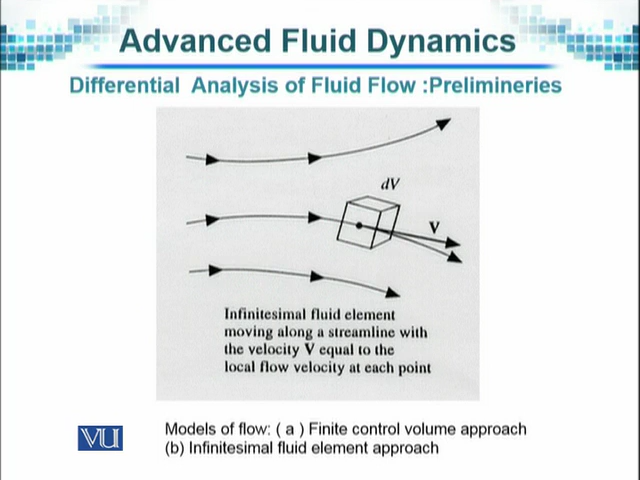 Advanced Fluid Dynamics
Differential Analysis of Fluid Flow :Prelimineries
dV
V
Infinitesimal fluid element
moving along a streamline with
the velocity V equal to the
local flow velocity at each point
Models of flow: ( a ) Finite control volume approach
(b) Infinitesimal fluid element approach
VU